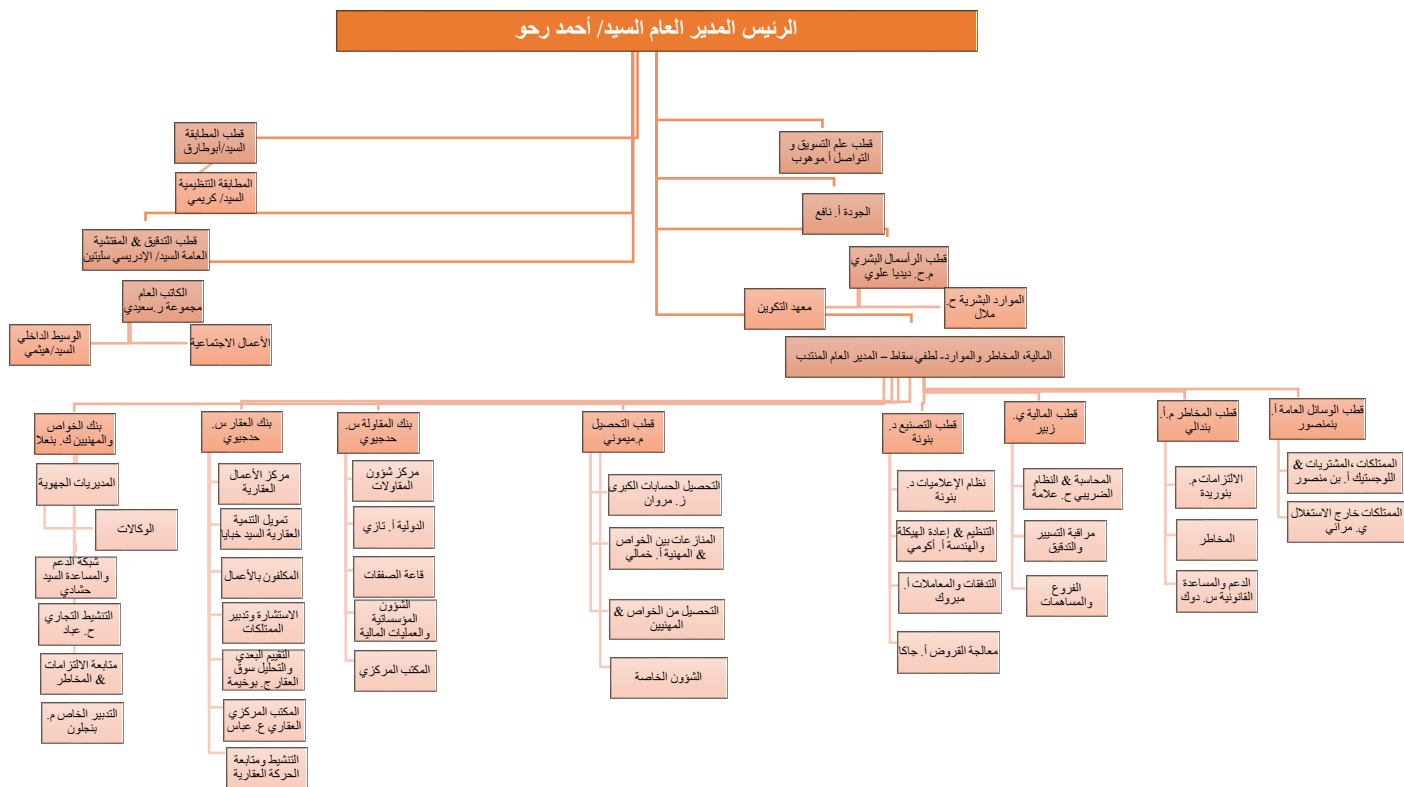 الرئيس المدير العام السيد/ أحمد رحو
قطب المطابقة
السيد/أبوطارق
المطابقة التنظيمية
السيد/ كريمي
قطب التدقيق & المفتشية
العامة السيد/ الإدريسي سليتين
الكاتب العام
مجموعة ر.سعيدي
الوسيط الداخلي
السيد/هيثمي
الأعمال الاجتماعية
قطب علم التسويق و
التواصل أ.موهوب
الجودة أ. نافع
قطب الرأسمال البشري
م.ح. ديديا علوي
معهد التكوين
الموارد البشرية ح.
ملال
المالية، المخاطر والموارد- لطفي سقاط – المدير العام المنتدب
قطب الوسائل العامة أ.
بنمنصور
الممتلكات ،المشتريات &
اللوجستيك أ. بن منصور
الممتلكات خارج الاستغلال
ي. مراني
قطب المخاطر م.أ.
بندالي
الالتزامات م.
بنوريدة
المخاطر
الدعم والمساعدة
القانونية س. دوك
قطب المالية ي.
زبير
المحاسبة & النظام
الضريبي ح. علامة
مراقبة التسيير
والتدقيق
الفروع
والمساهمات
قطب التصنيع د.
بنونة
نظام الإعلاميات د.
بنونة
التنظيم & إعادة الهيكلة
والهندسة أ. أكومي
التدفقات والمعاملات أ.
مبروك
معالجة القروض أ. جاكا
قطب التحصيل
م.ميموني
التحصيل الحسابات الكبرى
ز. مروان
المنازعات بين الخواص
& المهنية أ. خمالي
التحصيل من الخواص &
المهنيين
الشؤون الخاصة
بنك المقاولة س.
حدجيوي
مركز شؤون
المقاولات
الدولية أ. تازي
قاعة الصفقات
الشؤون
المؤسساتية
والعمليات المالية
المكتب المركزي
بنك العقار س.
حدجيوي
مركز الأعمال
العقارية
تمويل التنمية
العقارية السيد خبايا
المكلفون بالأعمال
الاستشارة وتدبير
الممتلكات
التقييم البعدي
والتحليل سوق
العقار ج. بوخيمة
المكتب المركزي
العقاري ع. عباس
التنشيط ومتابعة
الحركة العقارية
بنك الخواص
والمهنيين ك. بنعلا
المديريات الجهوية
الوكالات
شبكة الدعم
والمساعدة السيد
حشادي
التنشيط التجاري
ح. عباد
متابعة الالتزامات
& المخاطر
التدبير الخاص م.
بنجلون